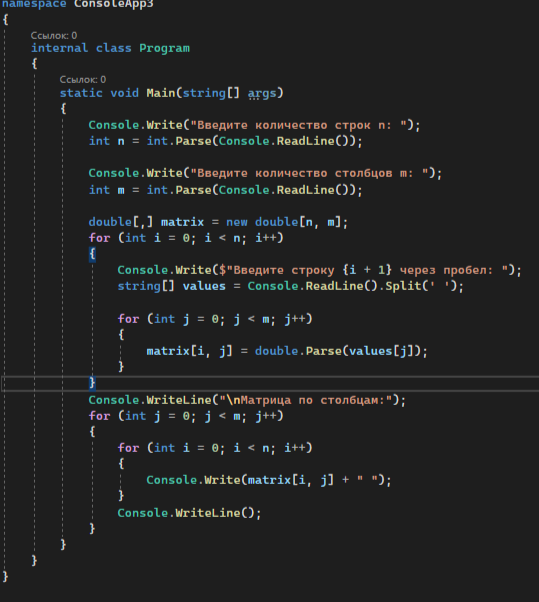 namespace ConsoleApp3
{
Ссылок: 0
internal class Program
{
Ссылок: 0
static void Main(string[] args)
{
Console.Write("Введите количество строк n: ");
int n = int.Parse(Console.ReadLine());
Console.Write("Введите количество столбцов m: ");
int m = int.Parse(Console.ReadLine());
double[,] matrix = new double[n, m];
for (int i = 0; i < n; i++)
{
Console.Write($"Введите строку {i + 1} через пробел: ");
string[] values = Console.ReadLine().Split(' ');
for (int j = 0; j < m; j++)
{
matrix[i, j] = double.Parse(values[j]);
}
}
Console.WriteLine("\nМатрица по столбцам:");
for (int j = 0; j < m; j++)
{
for (int i = 0; i < n; i++)
{
Console.Write(matrix[i, j] + " ");
}
Console.WriteLine();
}
}
}
}